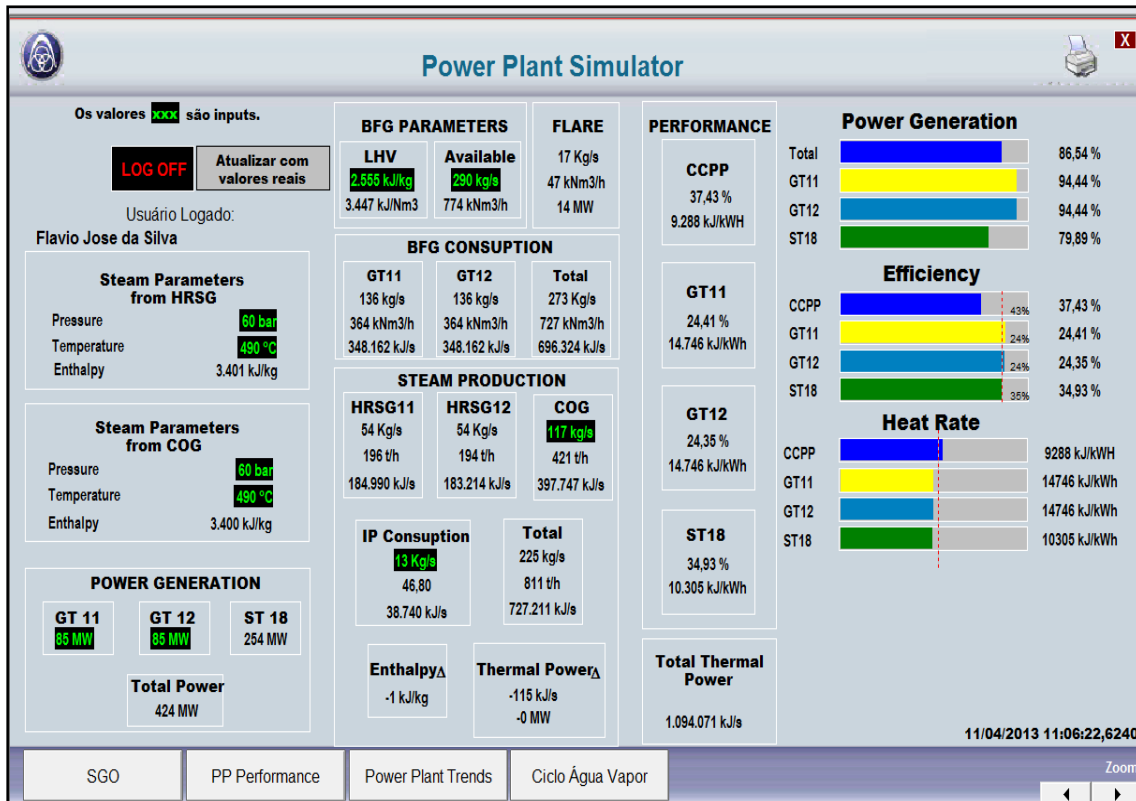 Power Plant Simulator
X
Os valores xxx são inputs.
LOG OFF
Atualizar com
valores reais
Usuário Logado:
Flavio Jose da Silva
Steam Parameters
from HRSG
Pressure 60 bar
Temperature 490 ºC
Enthalpy 3.401 kJ/kg
Steam Parameters
from COG
Pressure 60 bar
Temperature 490 ºC
Enthalpy 3.400 kJ/kg
POWER GENERATION
GT 11 GT 12 ST 18
85 MW 85 MW 254 MW
Total Power
424 MW
BFG PARAMETERS
LHV Available
2.555 kJ/kg 290 kg/s
3.447 kJ/Nm3 774 kNm3/h
FLARE
17 Kg/s
47 kNm3/h
14 MW
BFG CONSUPTION
GT11 GT12 Total
136 kg/s 136 kg/s 273 Kg/s
364 kNm3/h 364 kNm3/h 727 kNm3/h
348.162 kJ/s 348.162 kJ/s 696.324 kJ/s
STEAM PRODUCTION
HRSG11 HRSG12 COG
54 Kg/s 54 Kg/s 117 kg/s
196 t/h 194 t/h 421 t/h
184.990 kJ/s 183.214 kJ/s 397.747 kJ/s
IP Consuption Total
13 Kg/s 225 kg/s
46,80 811 t/h
38.740 kJ/s 727.211 kJ/s
EnthalpyΔ Thermal PowerΔ
-1 kJ/kg -115 kJ/s
-0 MW
PERFORMANCE
CCPP
37,43 %
9.288 kJ/kWH
GT11
24,41 %
14.746 kJ/kWh
GT12
24,35 %
14.746 kJ/kWh
ST18
34,93 %
10.305 kJ/kWh
Total Thermal
Power
1.094.071 kJ/s
Power Generation
Total 86,54 %
GT11 94,44 %
GT12 94,44 %
ST18 79,89 %
Efficiency
CCPP 43% 37,43 %
GT11 24% 24,41 %
GT12 24% 24,35 %
ST18 35% 34,93 %
Heat Rate
CCPP 9288 kJ/kWH
GT11 14746 kJ/kWh
GT12 14746 kJ/kWh
ST18 10305 kJ/kWh
11/04/2013 11:06:22,6240
SGO PP Performance Power Plant Trends Ciclo Água Vapor
Zoom